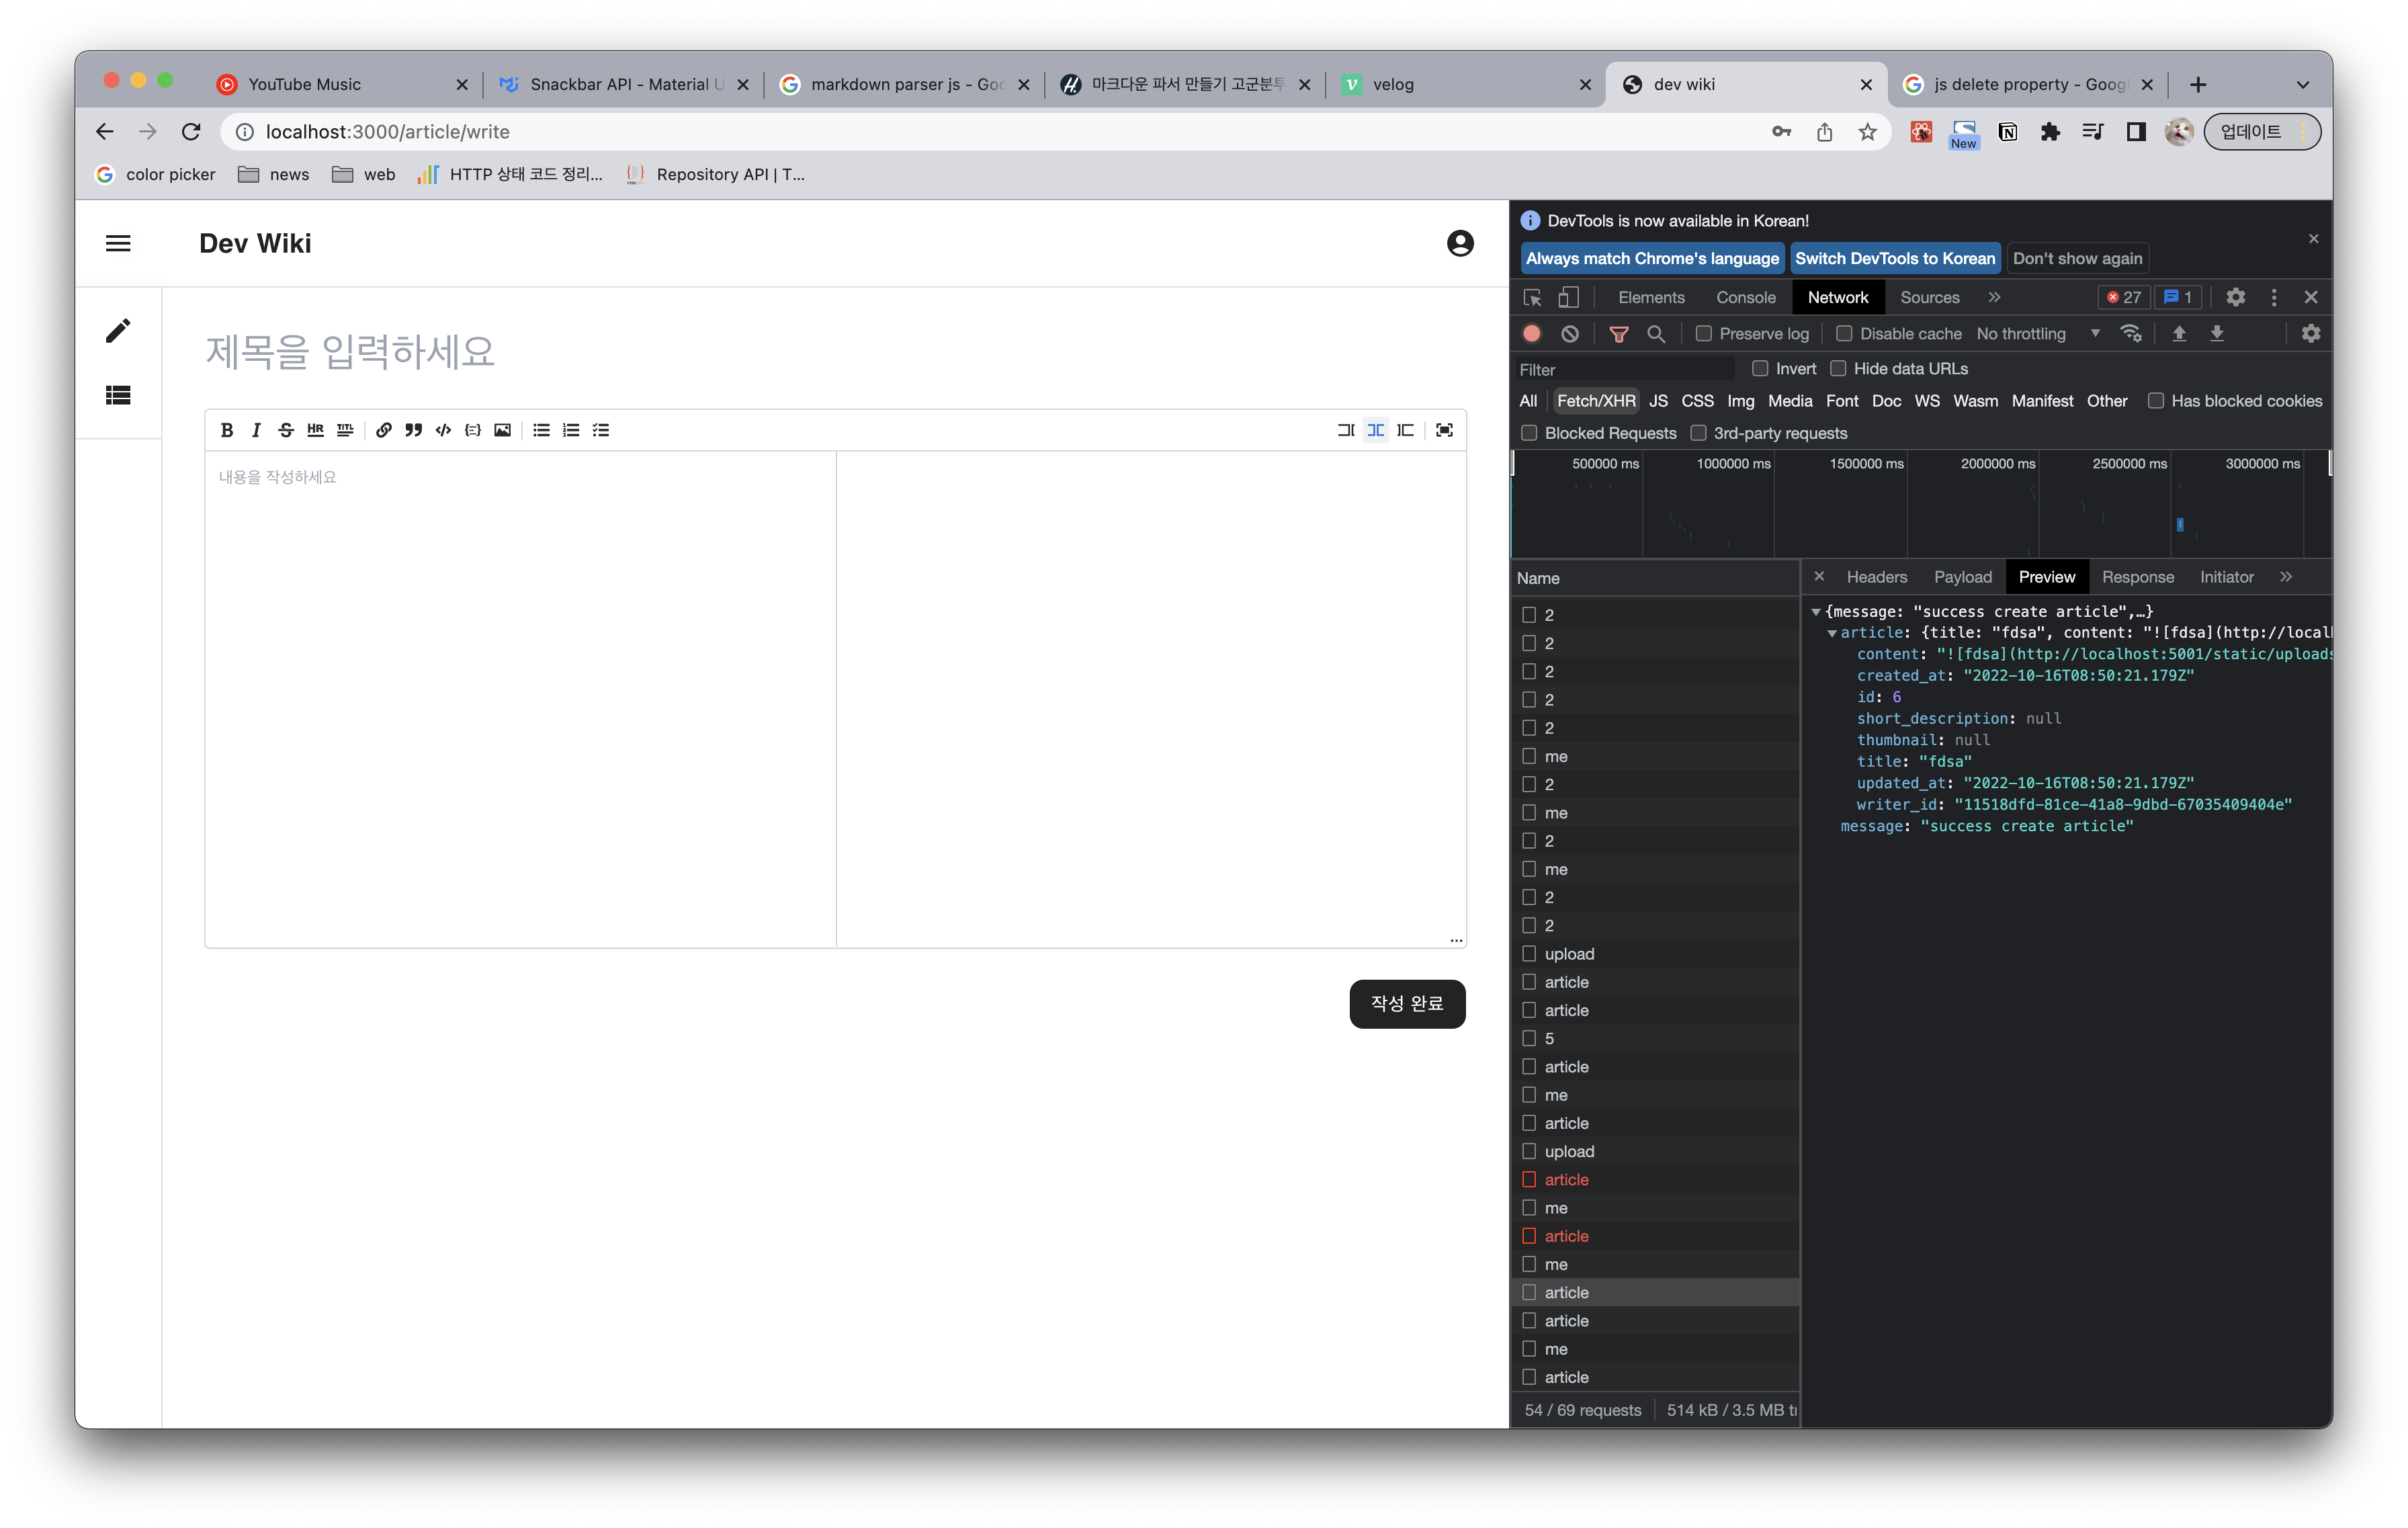 YouTube Music
Snackbar API - Material U
markdown parser js - Goo
마크다운 파서 만들기 고군분투
velog
dev wiki
js delete property - Googl
localhost:3000/article/write
New
업데이트
color picker
news
web
HTTP 상태 코드 정리...
Repository API | T...
Dev Wiki
제목을 입력하세요
B I S HR TITL
내용을 작성하세요
작성 완료
DevTools is now available in Korean!
Always match Chrome's language
Switch DevTools to Korean
Don't show again
Elements Console Network Sources 27 1
Preserve log Disable cache No throttling
Filter Invert Hide data URLs
All Fetch/XHR JS CSS Img Media Font Doc WS Wasm Manifest Other Has blocked cookies
Blocked Requests 3rd-party requests
500000 ms 1000000 ms 1500000 ms 2000000 ms 2500000 ms 3000000 ms
Name
2
2
2
2
2
me
2
me
2
me
2
2
upload
article
article
5
article
me
article
upload
article
me
article
me
article
article
me
article
54 / 69 requests 514 kB / 3.5 MB tr
Headers Payload Preview Response Initiator
{message: "success create article",…}
article: {title: "fdsa", content: "![fdsa](http://local
content: "![fdsa](http://localhost:5001/static/uploads
created_at: "2022-10-16T08:50:21.179Z"
id: 6
short_description: null
thumbnail: null
title: "fdsa"
updated_at: "2022-10-16T08:50:21.179Z"
writer_id: "11518dfd-81ce-41a8-9dbd-67035409404e"
message: "success create article"